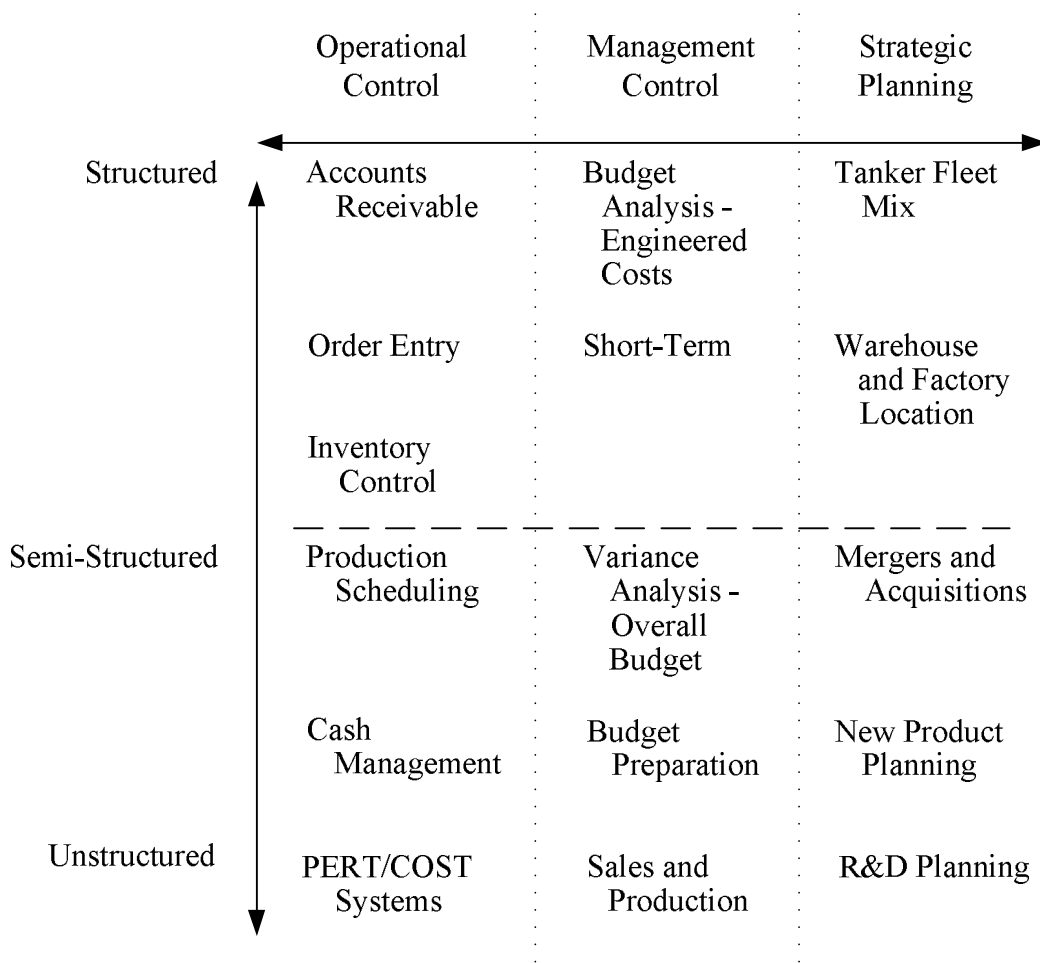 Operational
Control
Management
Control
Strategic
Planning
Structured
Accounts
Receivable
Budget
Analysis -
Engineered
Costs
Tanker Fleet
Mix
Order Entry
Short-Term
Warehouse
and Factory
Location
Inventory
Control
Semi-Structured
Production
Scheduling
Variance
Analysis -
Overall
Budget
Mergers and
Acquisitions
Cash
Management
Budget
Preparation
New Product
Planning
Unstructured
PERT/COST
Systems
Sales and
Production
R&D Planning